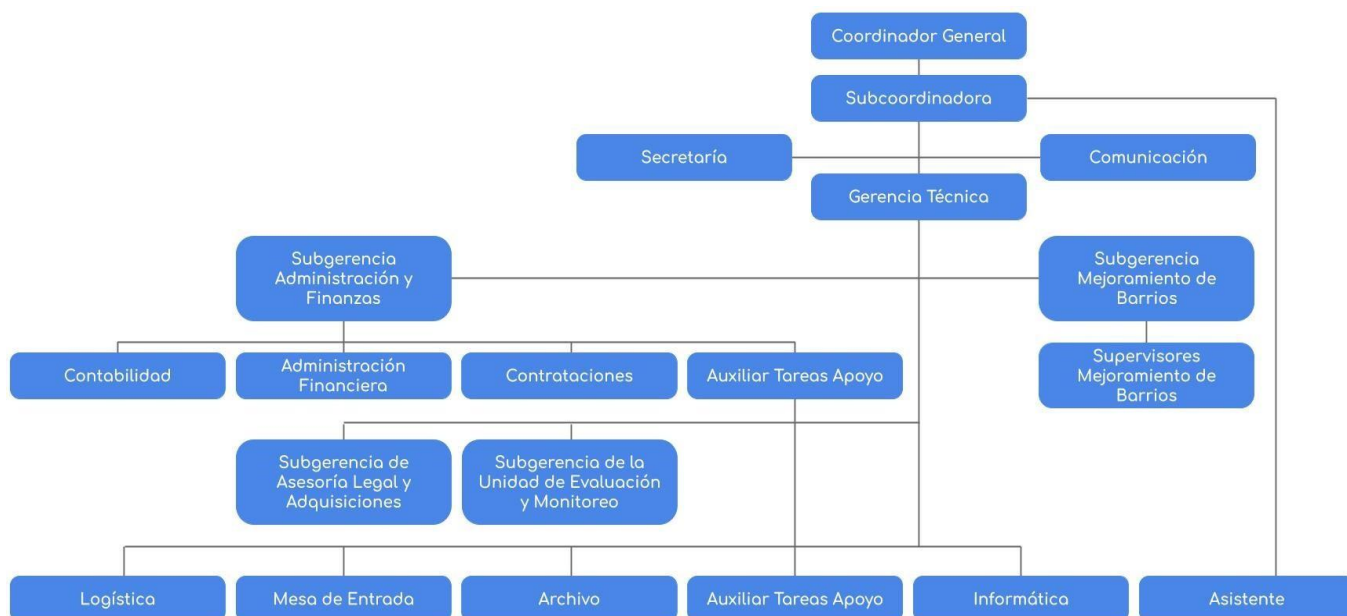 Coordinador General
Subcoordinadora
Secretaría
Comunicación
Gerencia Técnica
Subgerencia
Administración y
Finanzas
Subgerencia
Mejoramiento de
Barrios
Contabilidad
Administración
Financiera
Contrataciones
Auxiliar Tareas Apoyo
Supervisores
Mejoramiento de
Barrios
Subgerencia de
Asesoría Legal y
Adquisiciones
Subgerencia de la
Unidad de Evaluación
y Monitoreo
Logística
Mesa de Entrada
Archivo
Auxiliar Tareas Apoyo
Informática
Asistente